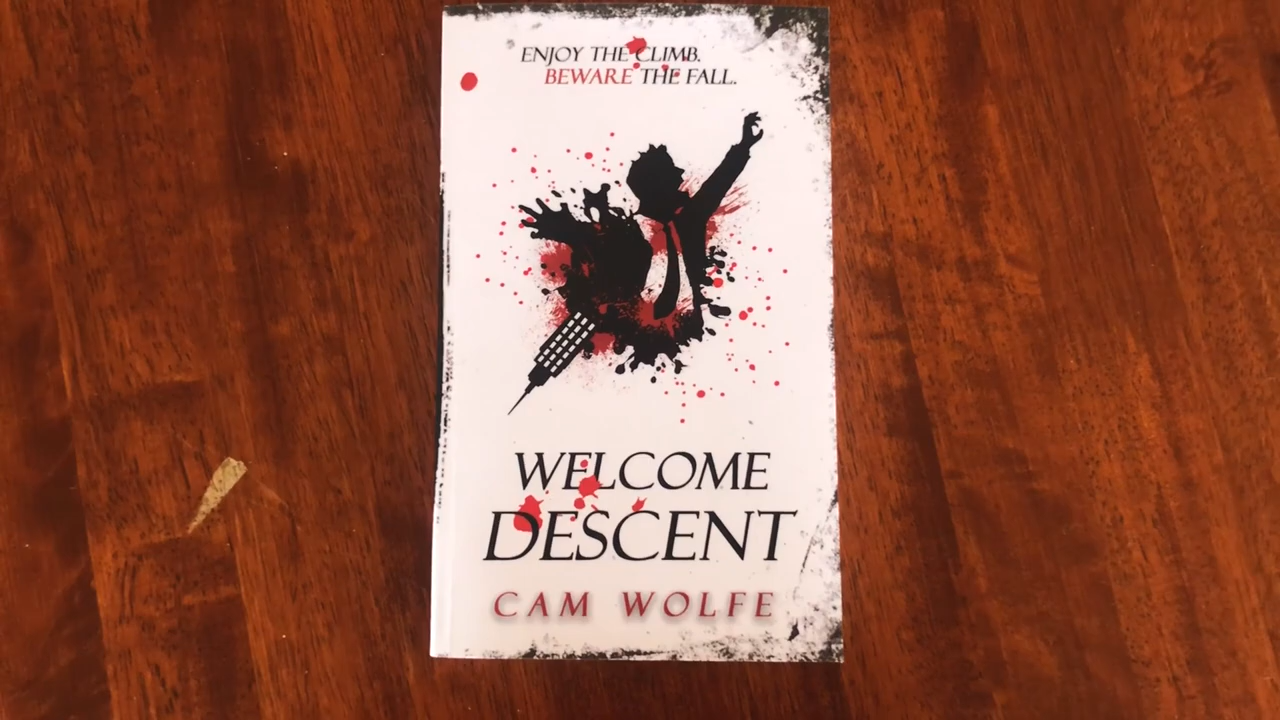 ENJOY THE CLIMB.
BEWARE THE FALL.
WELCOME
DESCENT
CAM WOLFE